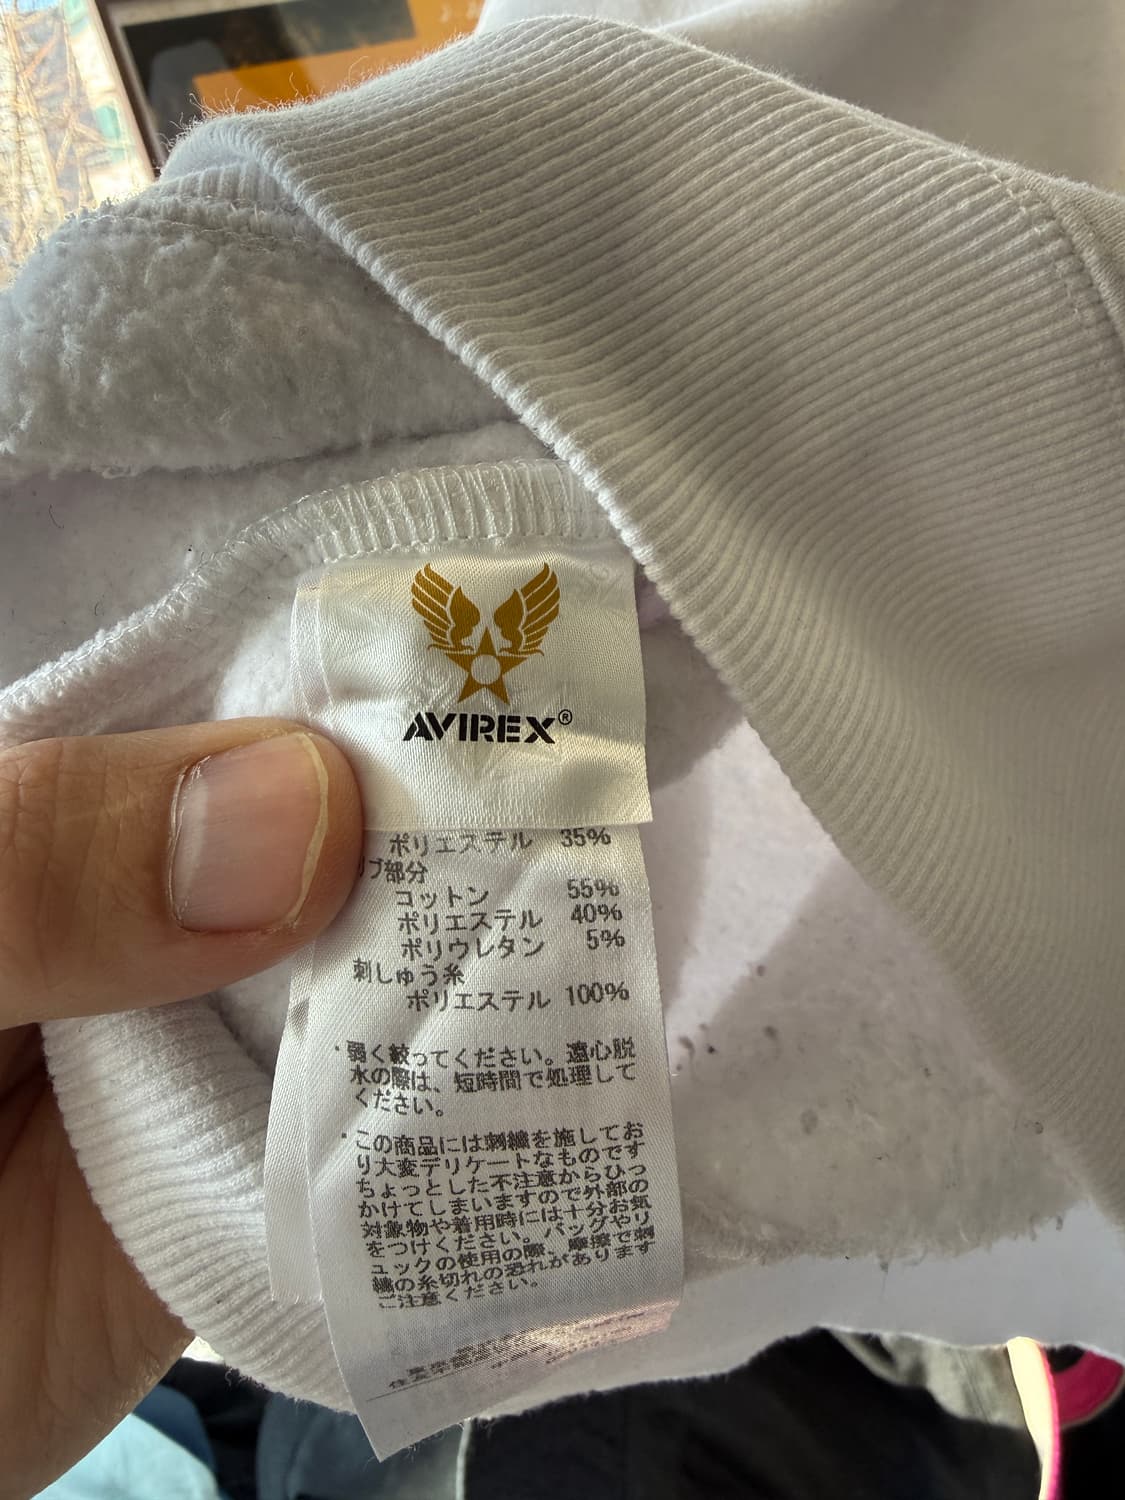 AVIREX®
ポリエステル 35%
リブ部分
コットン 55%
ポリエステル 40%
ポリウレタン 5%
刺しゅう糸
ポリエステル 100%
・弱く絞ってください。遠心脱
水の際は、短時間で処理して
ください。
・この商品には刺繍を施してお
り大変デリケートなものです
ちょっとした不注意からひっ
かけてしまいますので外部の
対象物や着用時には十分お気
をつけください。バッグやリ
ュックの使用の際、摩擦で刺
繍の糸切れの恐れがあります
ご注意ください。